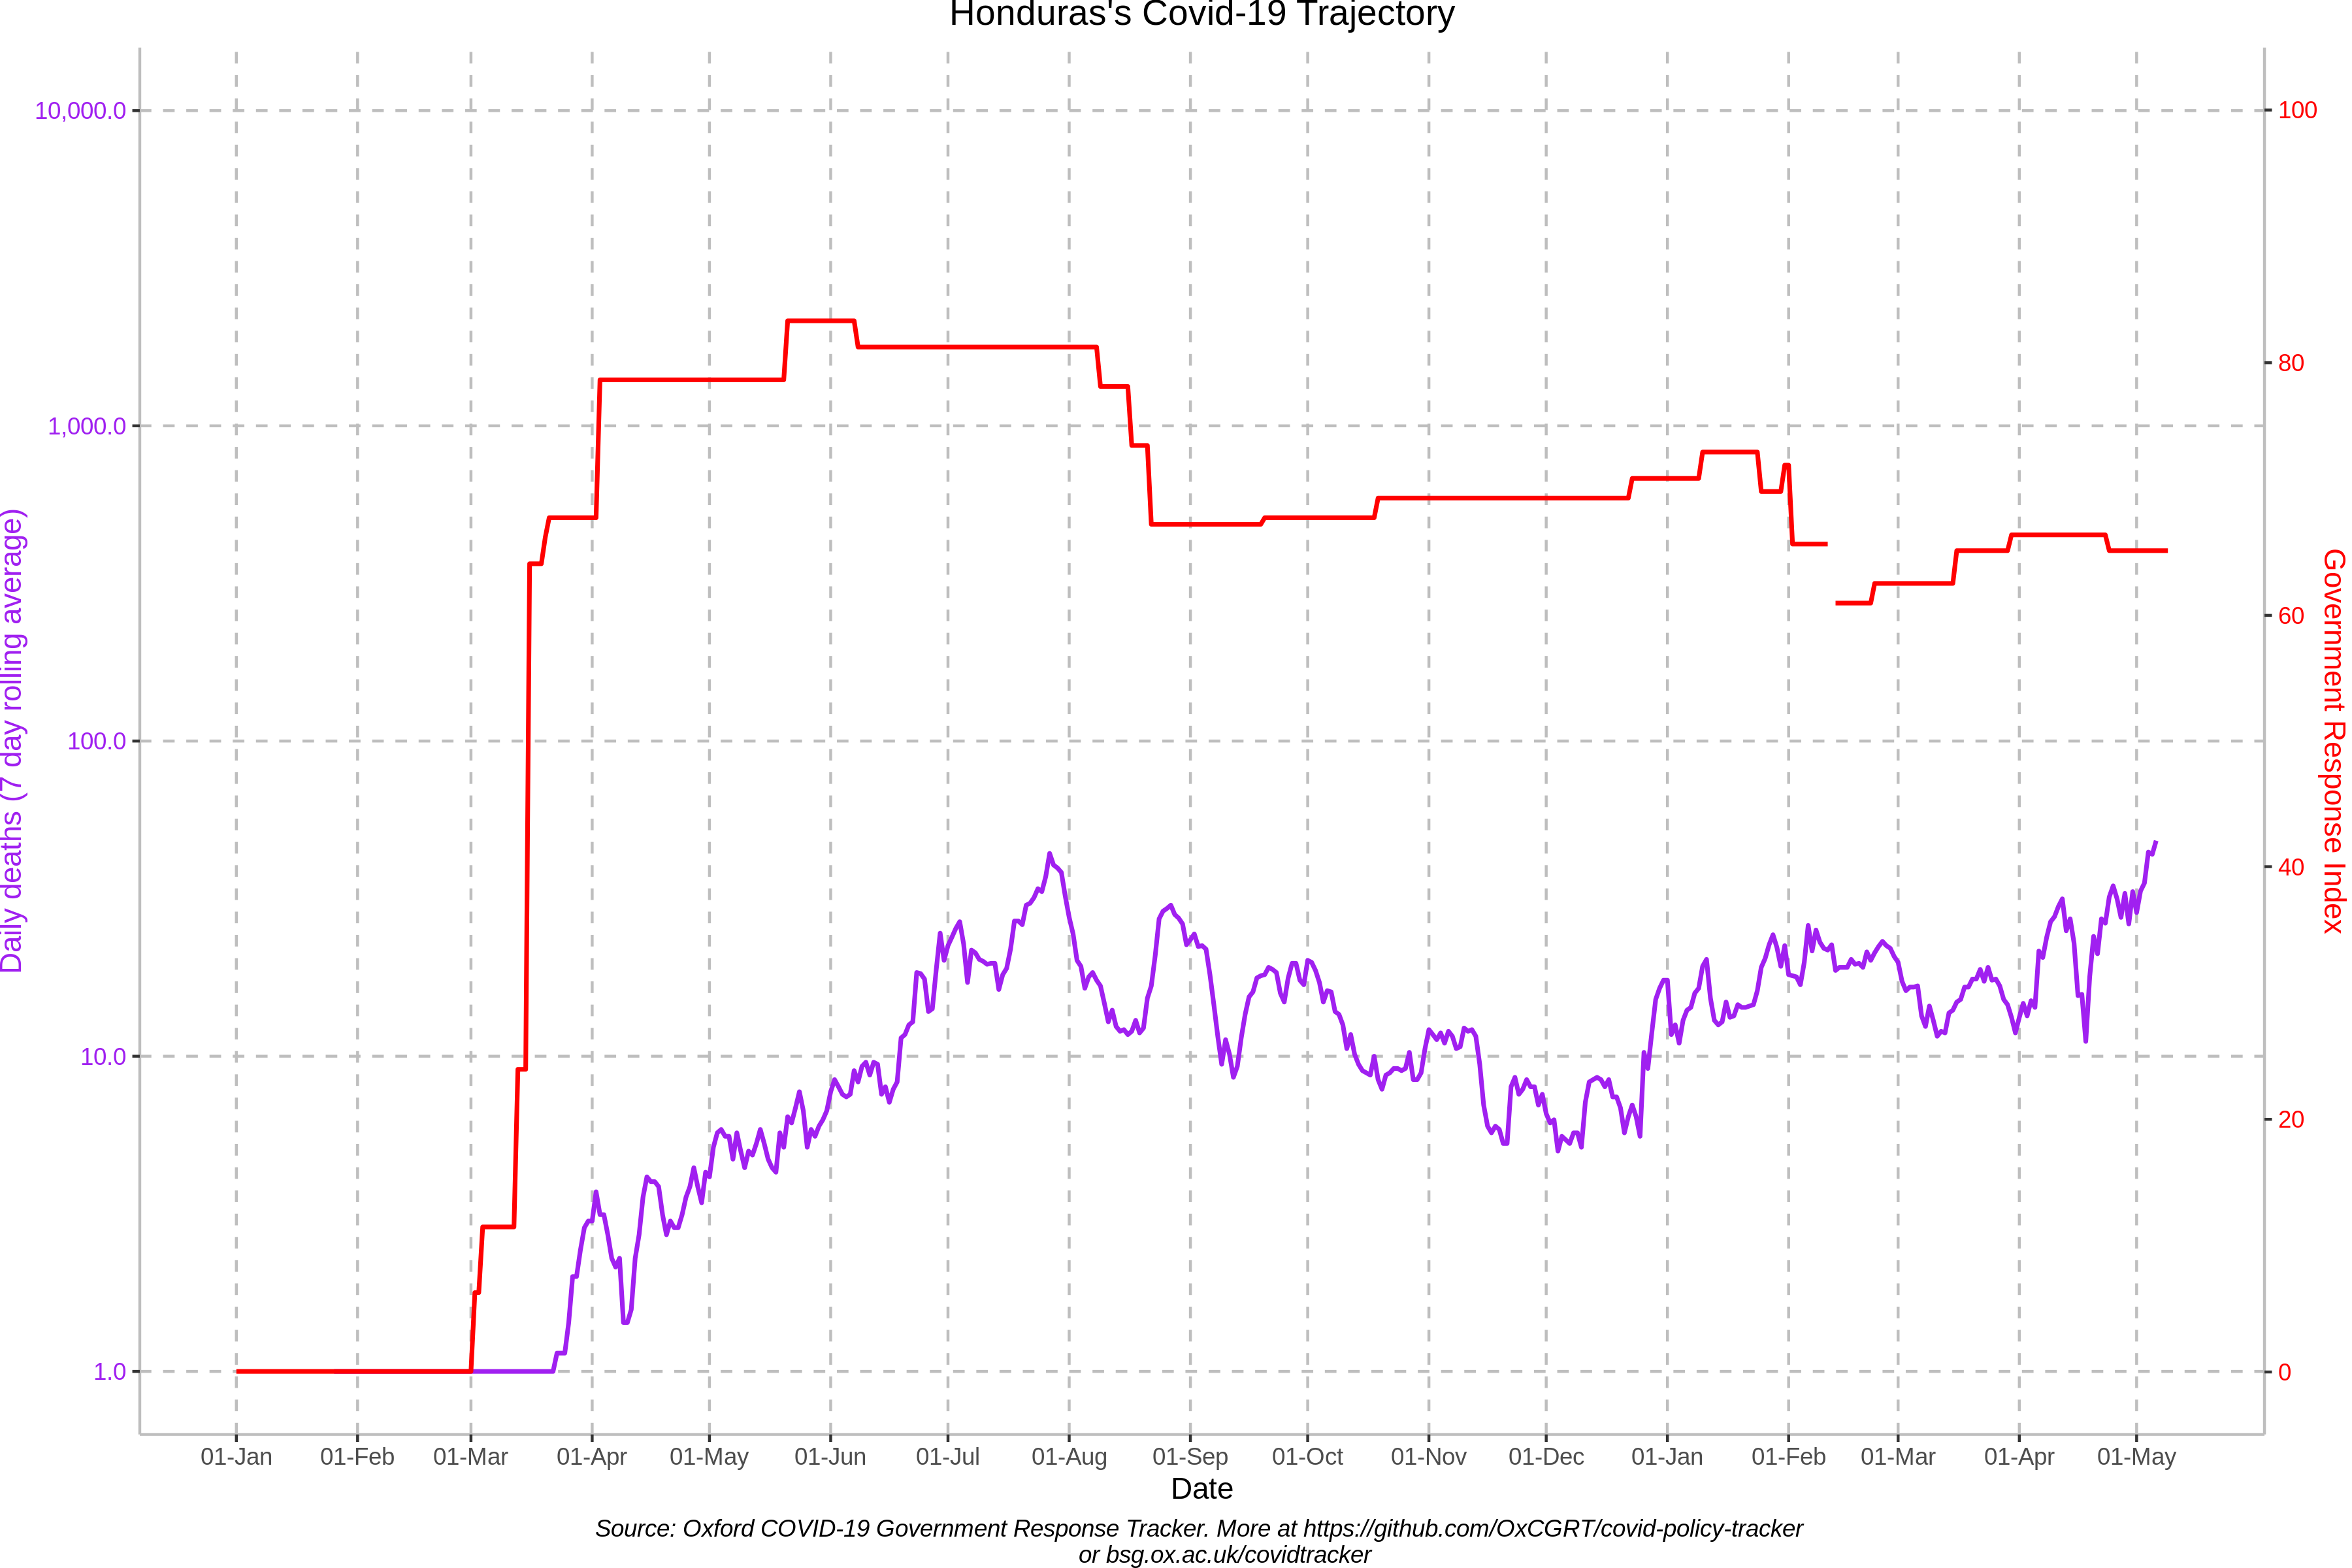 Honduras's Covid-19 Trajectory
10,000.0
1,000.0
100.0
10.0
1.0
Daily deaths (7 day rolling average)
100
80
60
40
20
0
Government Response Index
01-Jan 01-Feb 01-Mar 01-Apr 01-May 01-Jun 01-Jul 01-Aug 01-Sep 01-Oct 01-Nov 01-Dec 01-Jan 01-Feb 01-Mar 01-Apr 01-May
Date
Source: Oxford COVID-19 Government Response Tracker. More at https://github.com/OxCGRT/covid-policy-tracker
or bsg.ox.ac.uk/covidtracker